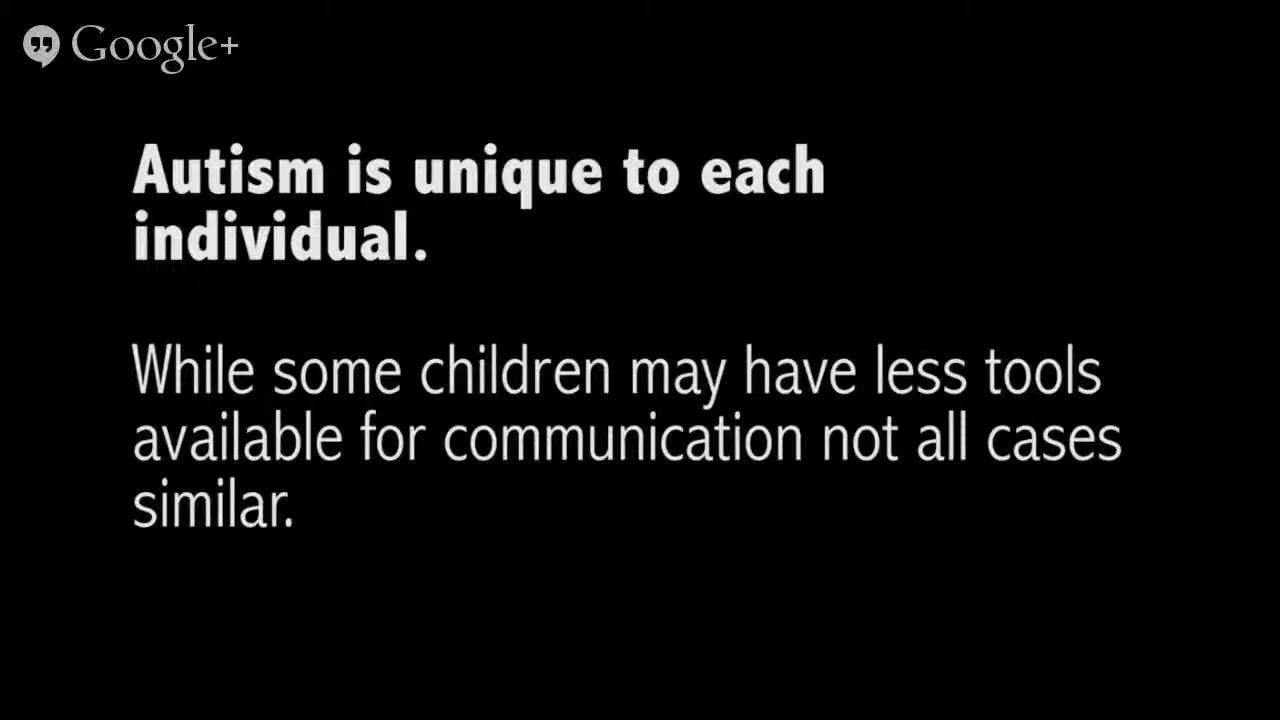 Google+
Autism is unique to each
individual.
While some children may have less tools
available for communication not all cases
similar.